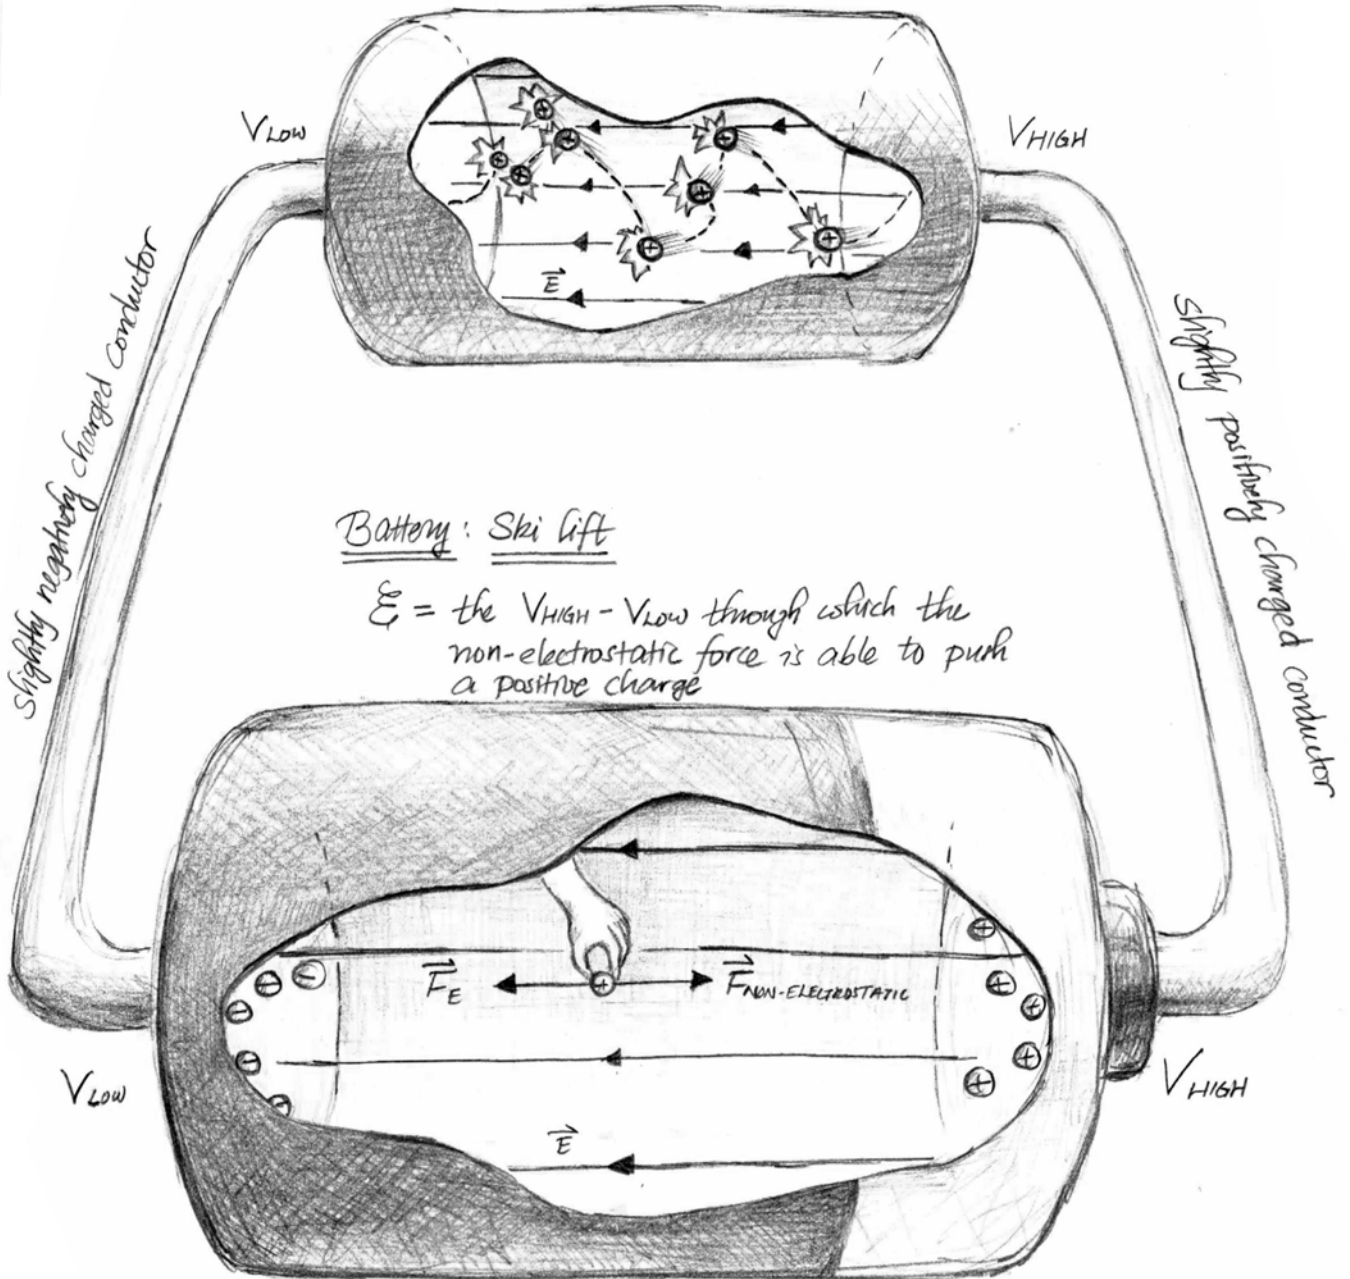 VLOW
VHIGH
E
Slightly negatively charged conductor
Slightly positively charged conductor
Battery: Ski lift
ξ = the VHIGH - VLOW through which the
non-electrostatic force is able to push
a positive charge
FE
FNON-ELECTROSTATIC
VLOW
VHIGH
E